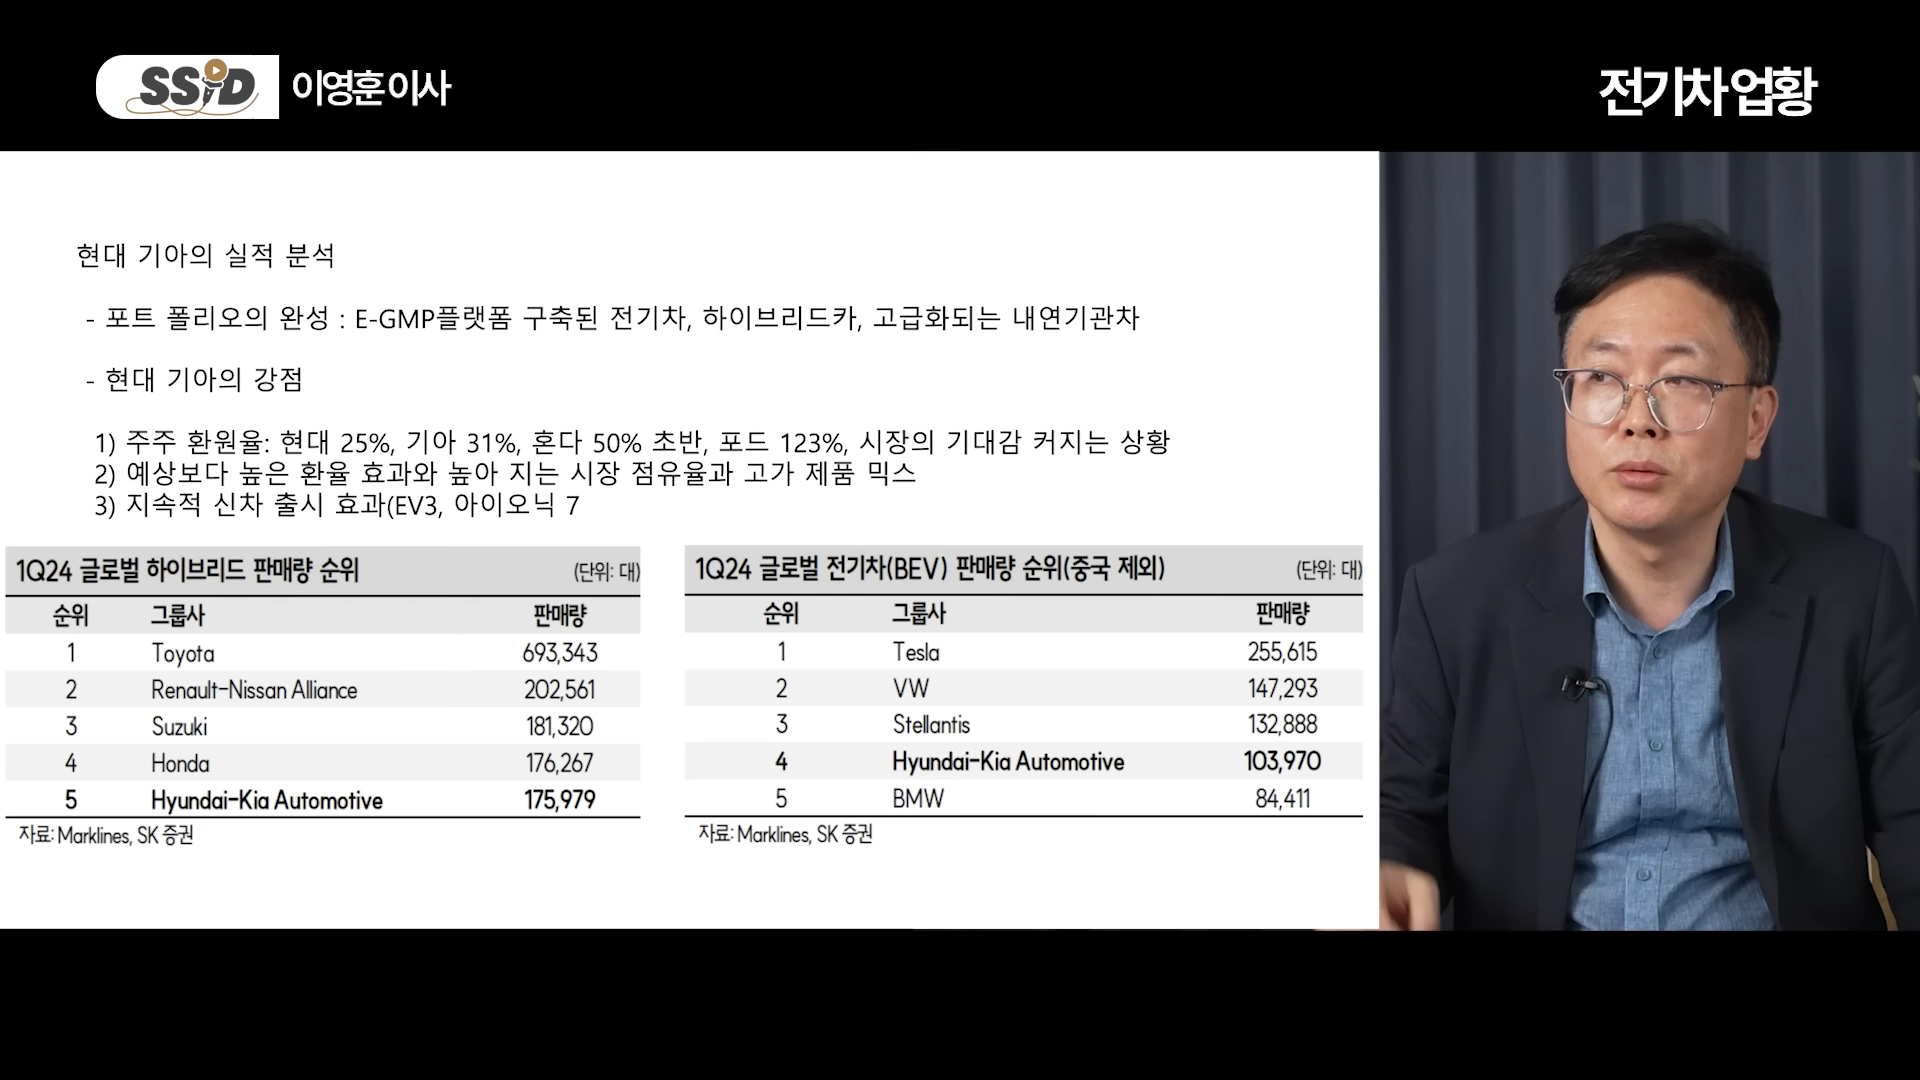 SSiD 이영훈 이사
전기차 업황
현대 기아의 실적 분석
- 포트 폴리오의 완성 : E-GMP플랫폼 구축된 전기차, 하이브리드카, 고급화되는 내연기관차
- 현대 기아의 강점
1) 주주 환원율: 현대 25%, 기아 31%, 혼다 50% 초반, 포드 123%, 시장의 기대감 커지는 상황
2) 예상보다 높은 환율 효과와 높아 지는 시장 점유율과 고가 제품 믹스
3) 지속적 신차 출시 효과(EV3, 아이오닉 7
1Q24 글로벌 하이브리드 판매량 순위 (단위: 대)
순위 그룹사 판매량
1 Toyota 693,343
2 Renault-Nissan Alliance 202,561
3 Suzuki 181,320
4 Honda 176,267
5 Hyundai-Kia Automotive 175,979
자료: Marklines, SK 증권
1Q24 글로벌 전기차(BEV) 판매량 순위(중국 제외) (단위: 대)
순위 그룹사 판매량
1 Tesla 255,615
2 VW 147,293
3 Stellantis 132,888
4 Hyundai-Kia Automotive 103,970
5 BMW 84,411
자료: Marklines, SK 증권